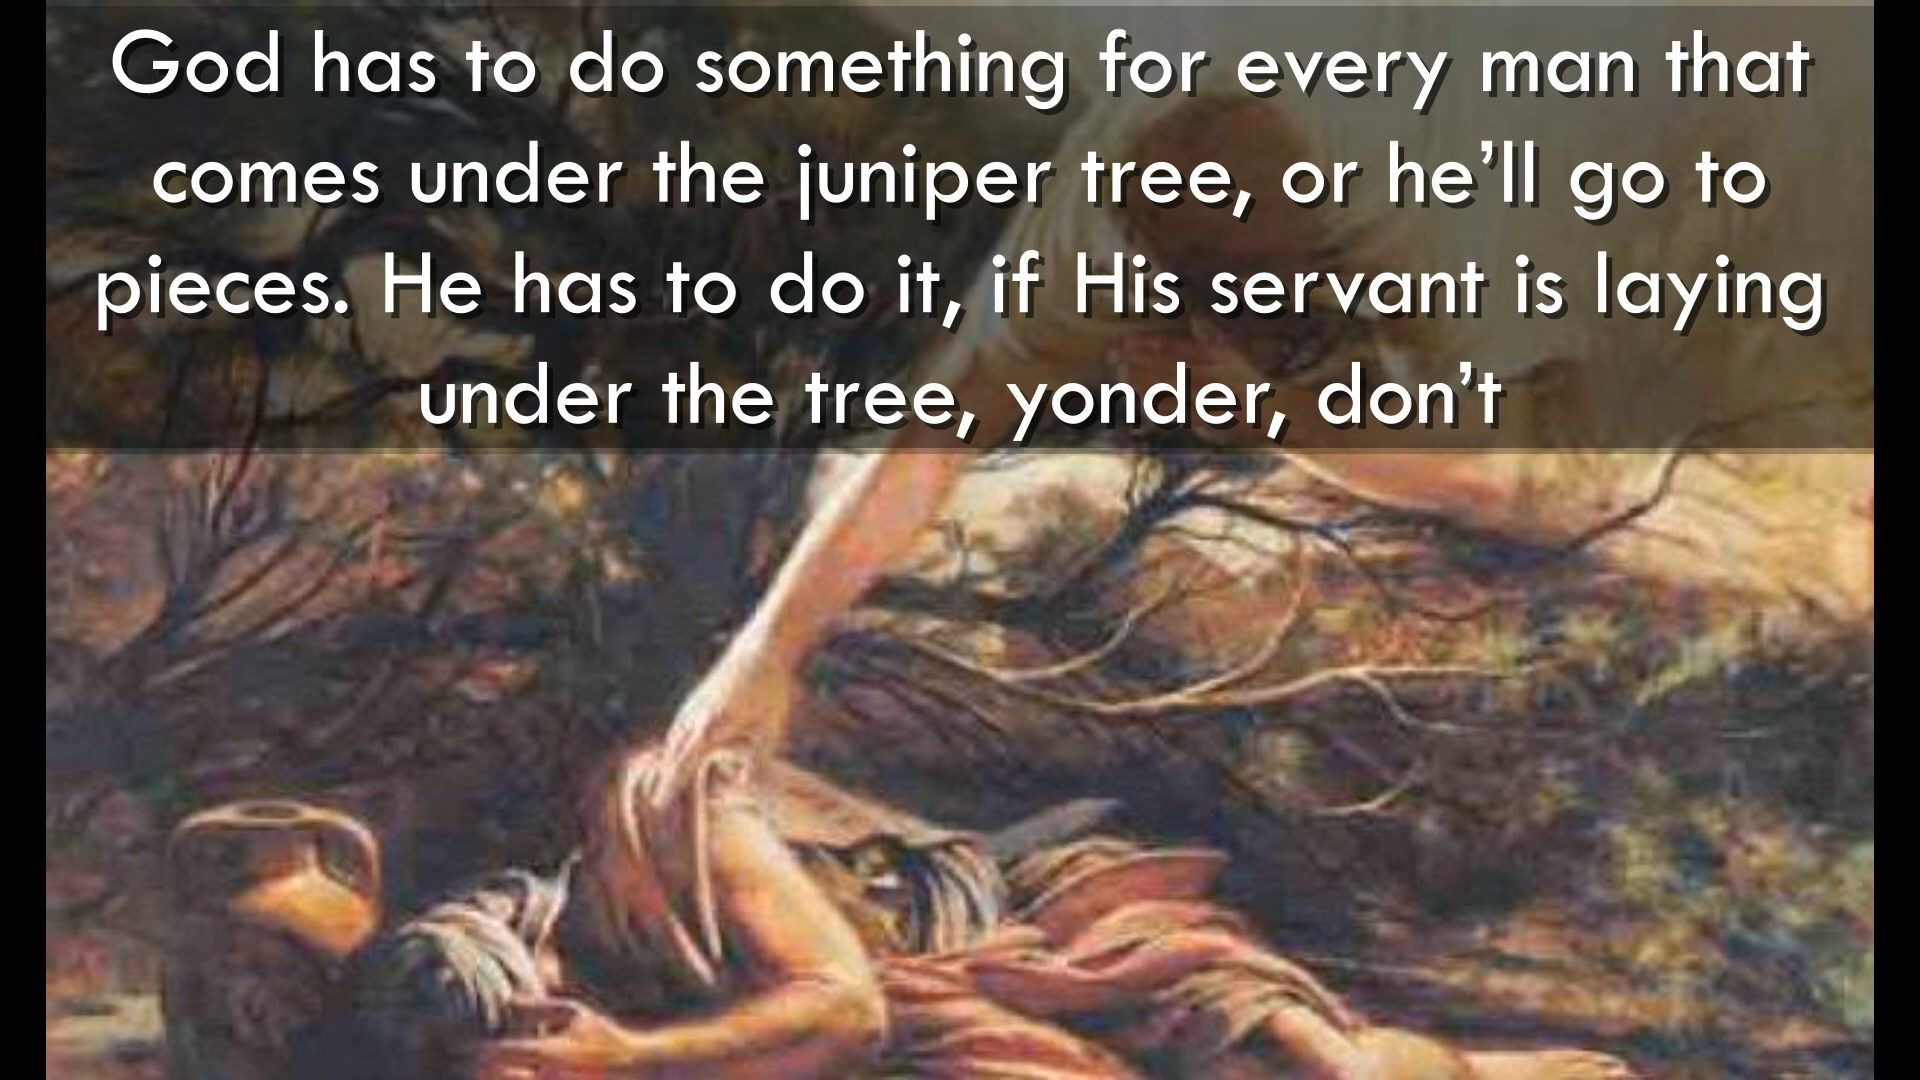 God has to do something for every man that
comes under the juniper tree, or he’ll go to
pieces. He has to do it, if His servant is laying
under the tree, yonder, don’t